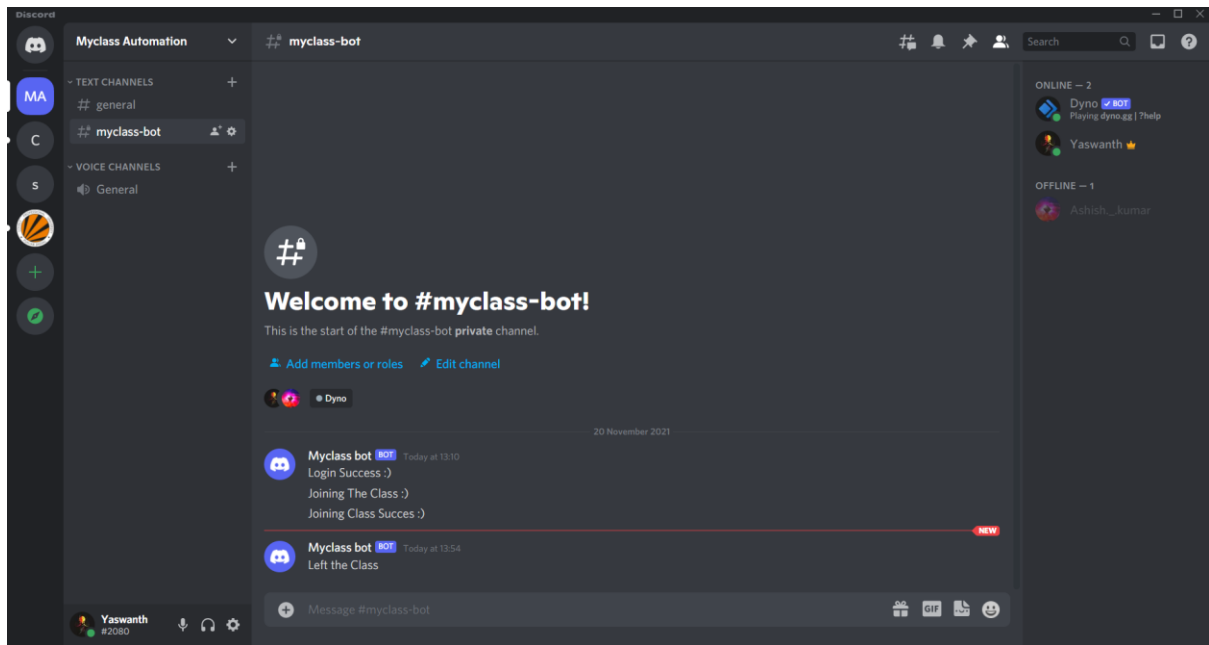 Discord
MA
C
s
Myclass Automation
TEXT CHANNELS
general
myclass-bot
VOICE CHANNELS
General
Yaswanth
#2080
myclass-bot
Search
Welcome to #myclass-bot!
This is the start of the #myclass-bot private channel.
Add members or roles Edit channel
Dyno
20 November 2021
Myclass bot BOT Today at 13:10
Login Success :)
Joining The Class :)
Joining Class Succes :)
NEW
Myclass bot BOT Today at 13:54
Left the Class
Message #myclass-bot
GIF
ONLINE — 2
Dyno ✓ BOT
Playing dyno.gg | ?help
Yaswanth
OFFLINE — 1
Ashish._.kumar